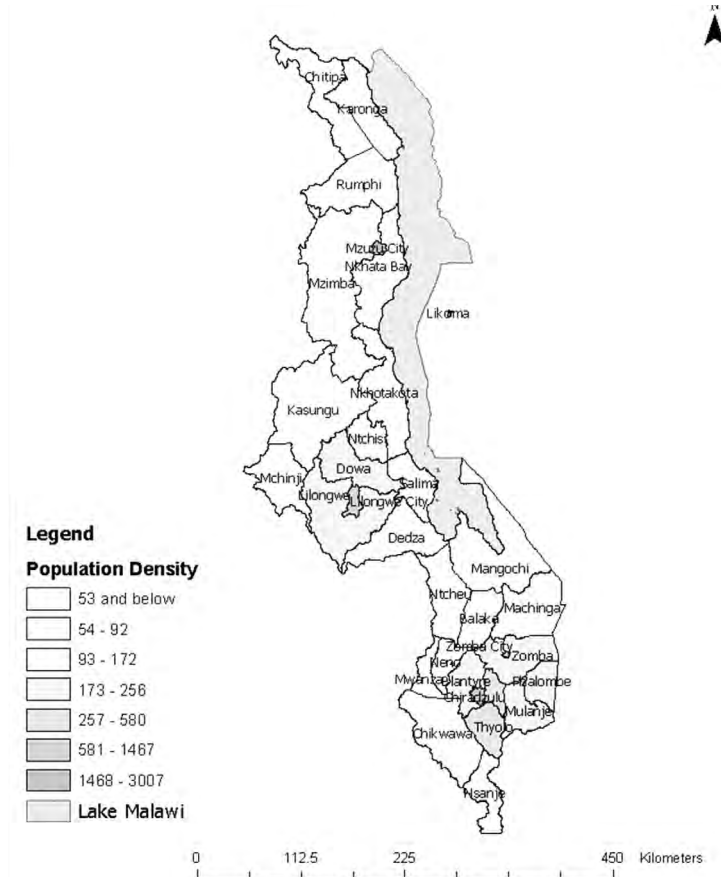 N
Chitipa
Karonga
Rumphi
Mzuzu City
Nkhata Bay
Mzimba
Likoma
Nkhotakota
Kasungu
Ntchisi
Dowa
Mchinji
Salima
Lilongwe
Lilongwe City
Dedza
Mangochi
Ntcheu
Machinga
Balaka
Zomba City
Zomba
Neno
Mwanza
Blantyre
Phalombe
Chiradzulu
Mulanje
Thyolo
Chikwawa
Nsanje
Legend
Population Density
53 and below
54 - 92
93 - 172
173 - 256
257 - 580
581 - 1467
1468 - 3007
Lake Malawi
0 112.5 225 450 Kilometers